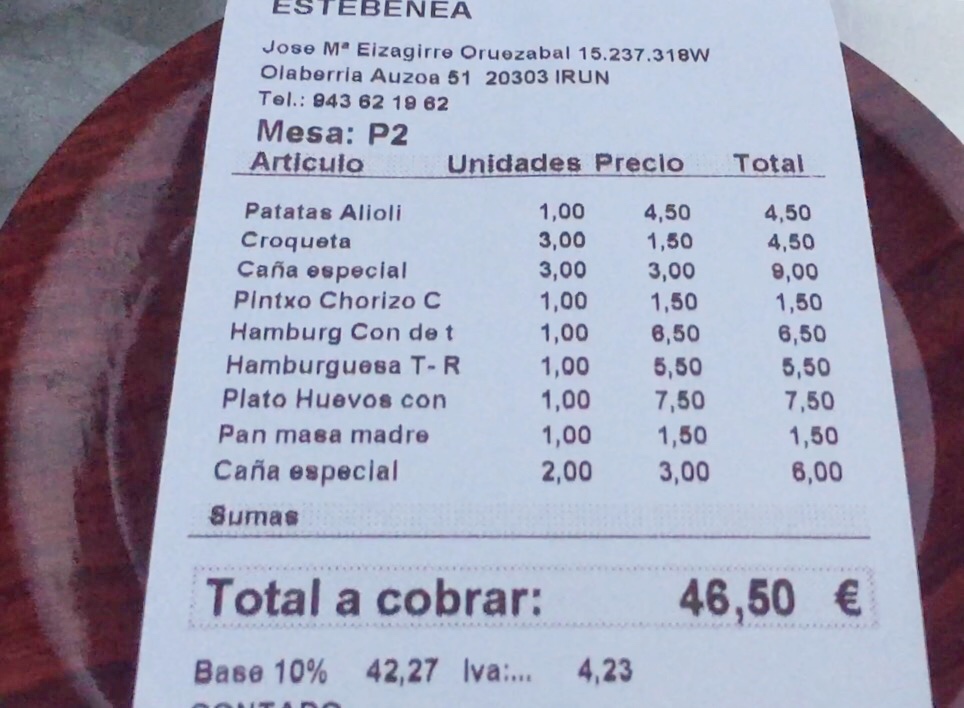 ESTEBENEA
Jose Mª Eizagirre Oruezabal 15.237.318W
Olaberria Auzoa 51 20303 IRUN
Tel.: 943 62 19 62
Mesa: P2
Articulo Unidades Precio Total
Patatas Alioli 1,00 4,50 4,50
Croqueta 3,00 1,50 4,50
Caña especial 3,00 3,00 9,00
Pintxo Chorizo C 1,00 1,50 1,50
Hamburg Con de t 1,00 6,50 6,50
Hamburguesa T- R 1,00 5,50 5,50
Plato Huevos con 1,00 7,50 7,50
Pan masa madre 1,00 1,50 1,50
Caña especial 2,00 3,00 6,00
Sumas
Total a cobrar: 46,50 €
Base 10% 42,27 Iva:... 4,23
CONTADO